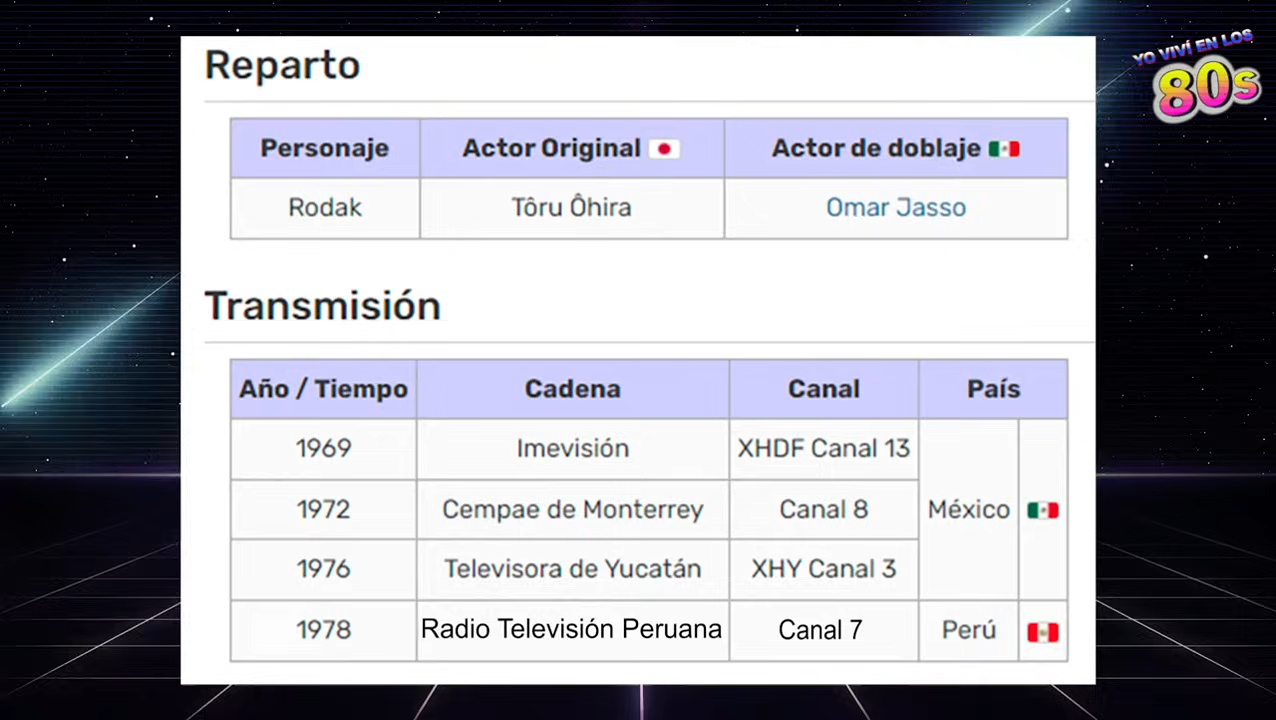 YO VIVÍ EN LOS
80s
Reparto
Personaje Actor Original Actor de doblaje
Rodak Tôru Ôhira Omar Jasso
Transmisión
Año / Tiempo Cadena Canal País
1969 Imevisión XHDF Canal 13
1972 Cempae de Monterrey Canal 8 México
1976 Televisora de Yucatán XHY Canal 3
1978 Radio Televisión Peruana Canal 7 Perú